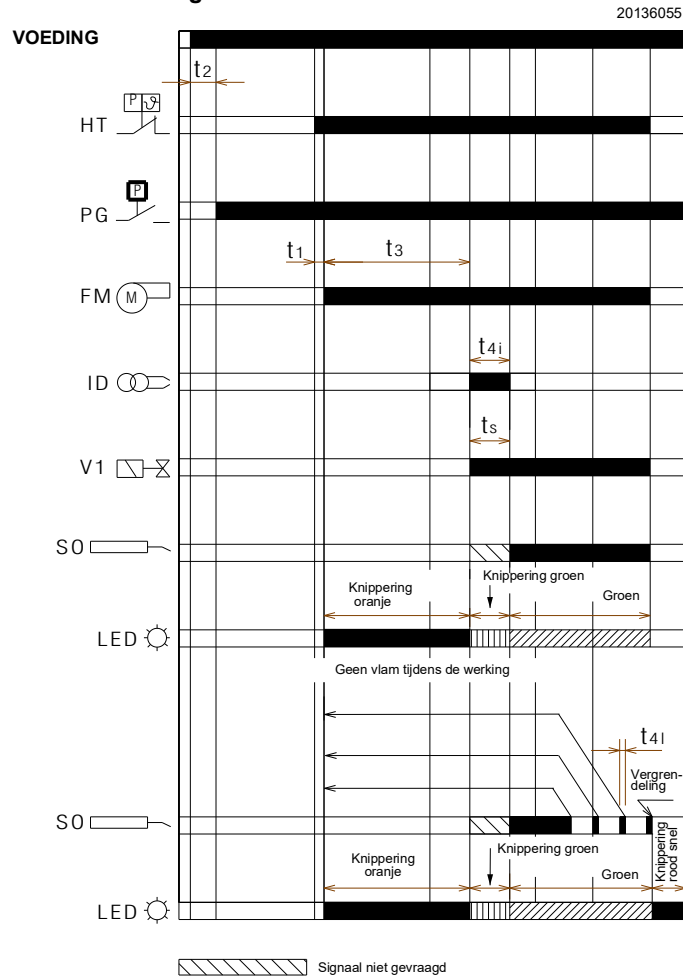 20136055
VOEDING
t2
P ϑ
HT
P
PG
t1 t3
FM M
t4i
ID
ts
V1
SO
Knippering
oranje
Knippering groen
Groen
LED
Geen vlam tijdens de werking
t4l
Vergren-
deling
SO
Knippering
oranje
Knippering groen
Groen
Knippering
rood snel
LED
Signaal niet gevraagd